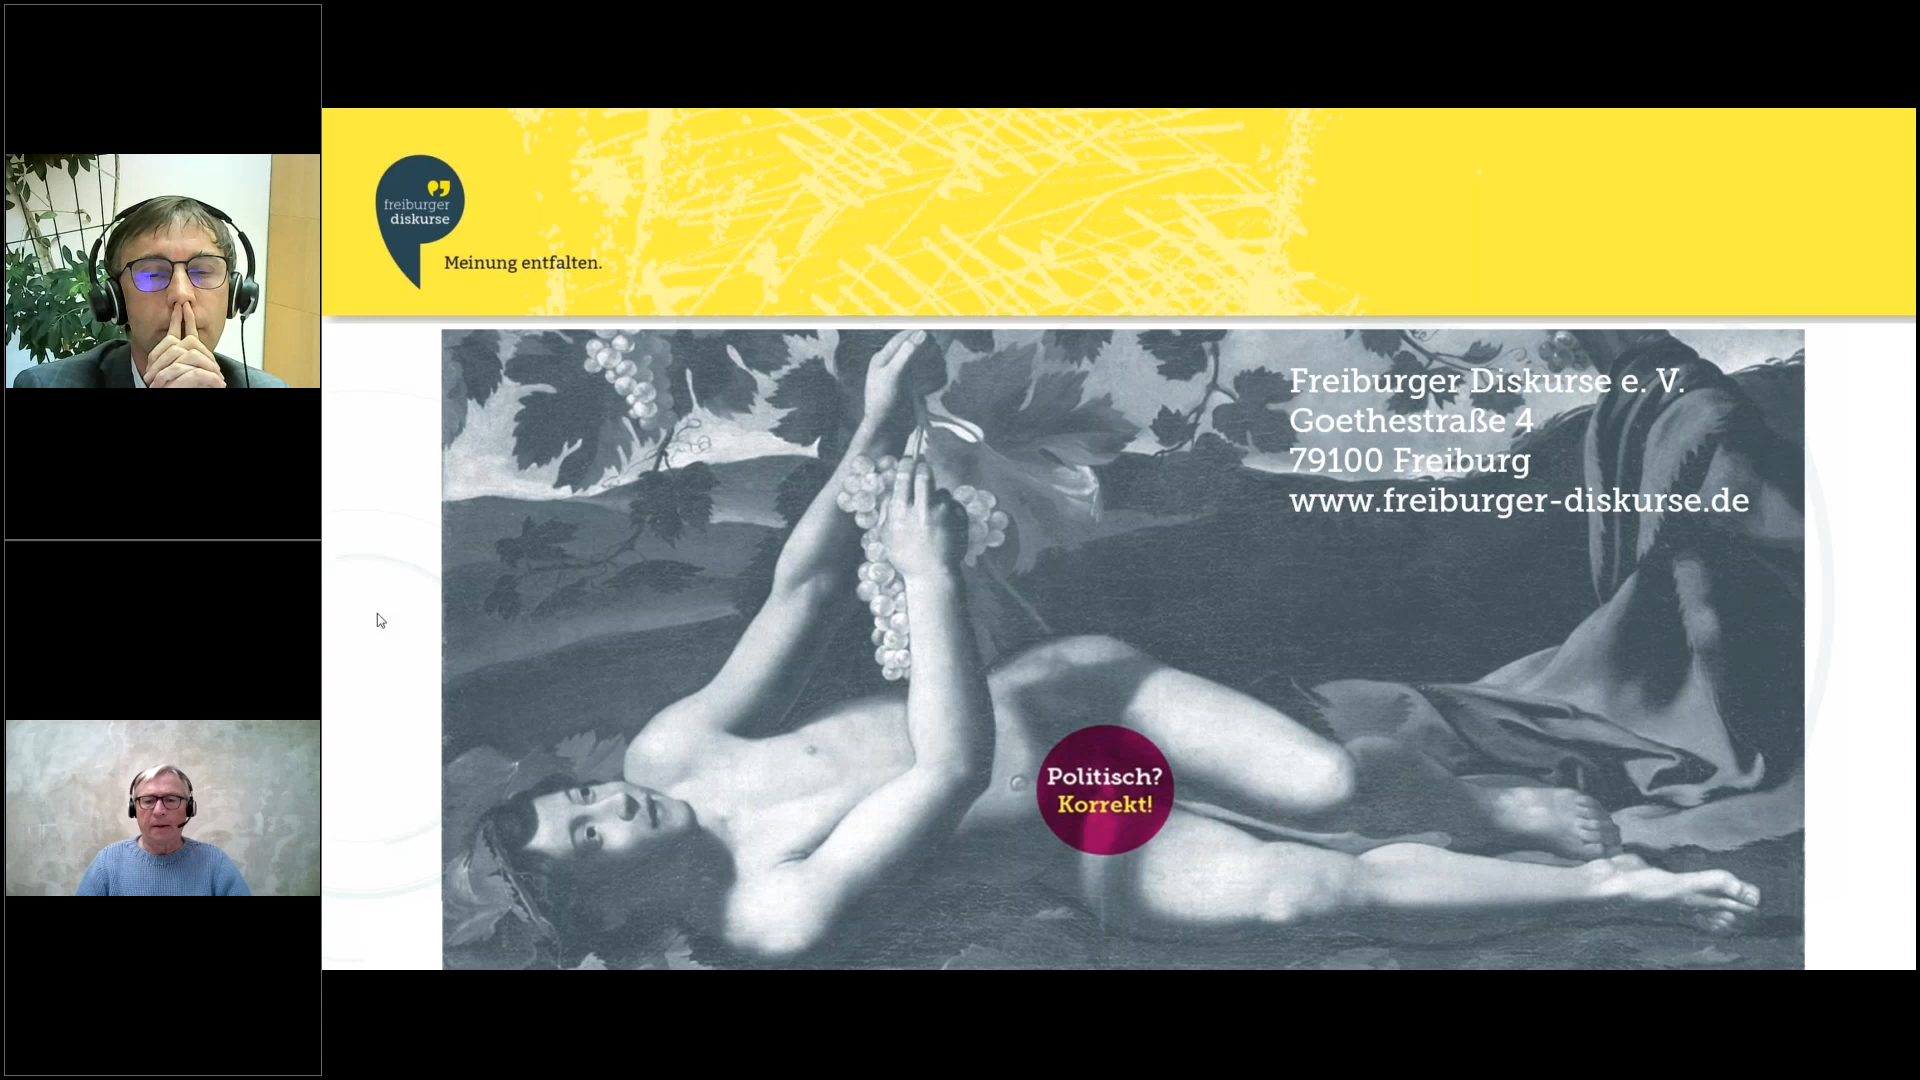 freiburger
diskurse
Meinung entfalten.
Freiburger Diskurse e. V.
Goethestraße 4
79100 Freiburg
www.freiburger-diskurse.de
Politisch?
Korrekt!